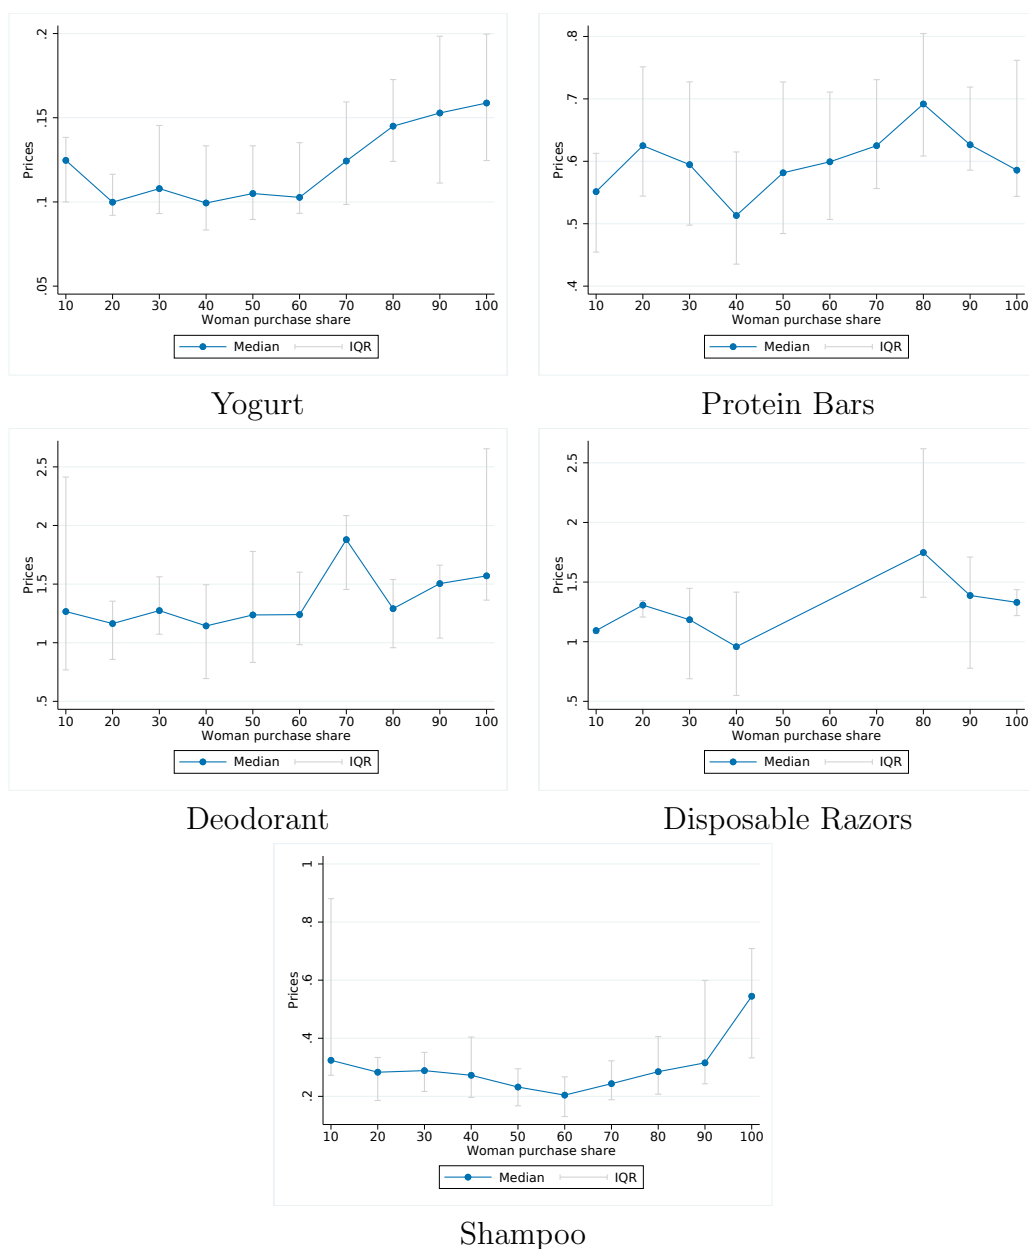 .2
.15
.1
.05
Prices
10 20 30 40 50 60 70 80 90 100
Woman purchase share
Median IQR
Yogurt
.8
.7
.6
.5
.4
Prices
10 20 30 40 50 60 70 80 90 100
Woman purchase share
Median IQR
Protein Bars
2.5
2
1.5
1
.5
Prices
10 20 30 40 50 60 70 80 90 100
Woman purchase share
Median IQR
Deodorant
2.5
2
1.5
1
.5
Prices
10 20 30 40 50 60 70 80 90 100
Woman purchase share
Median IQR
Disposable Razors
1
.8
.6
.4
.2
Prices
10 20 30 40 50 60 70 80 90 100
Woman purchase share
Median IQR
Shampoo